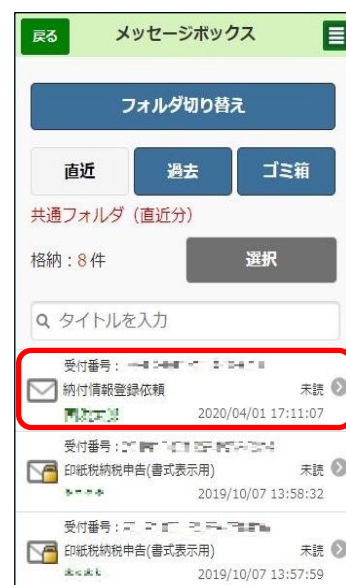 戻る メッセージボックス
フォルダ切り替え
直近 過去 ゴミ箱
共通フォルダ（直近分）
格納：8件 選択
タイトルを入力
受付番号：
納付情報登録依頼 未読
2020/04/01 17:11:07
受付番号：
印紙税納税申告(書式表示用) 未読
2019/10/07 13:58:32
受付番号：
印紙税納税申告(書式表示用) 未読
2019/10/07 13:57:59